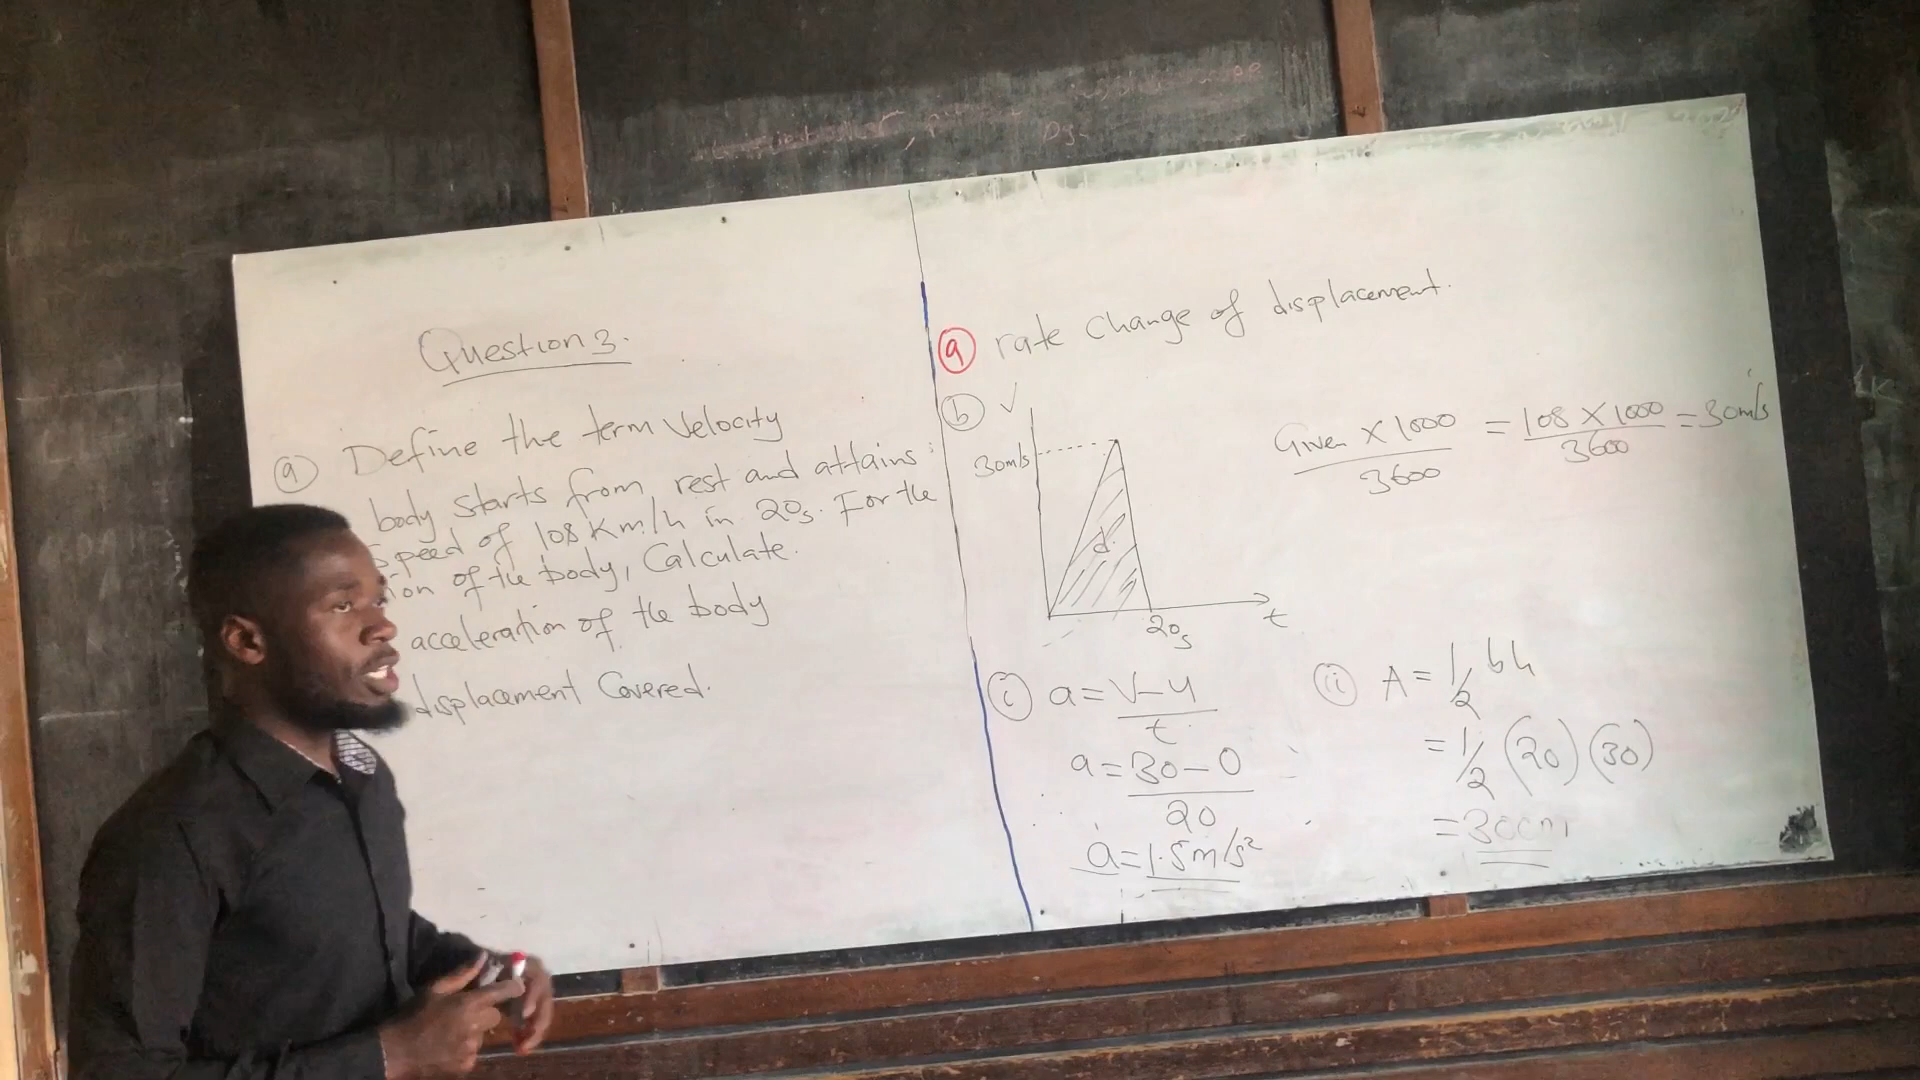 Question 3.
a Define the term velocity
body starts from rest and attains
speed of 108 Km/h in 20s. For the
ion of the body, Calculate.
acceleration of the body
displacement Covered.
a rate change of displacement.
b V
30m/s
d.
20s
t
Given X 1000 / 3600 = 108 X 1000 / 3600 = 30m/s
i a = V-u / t
a = 30-0 / 20
a = 1.5m/s²
ii A = 1/2 bh
= 1/2 (20) (30)